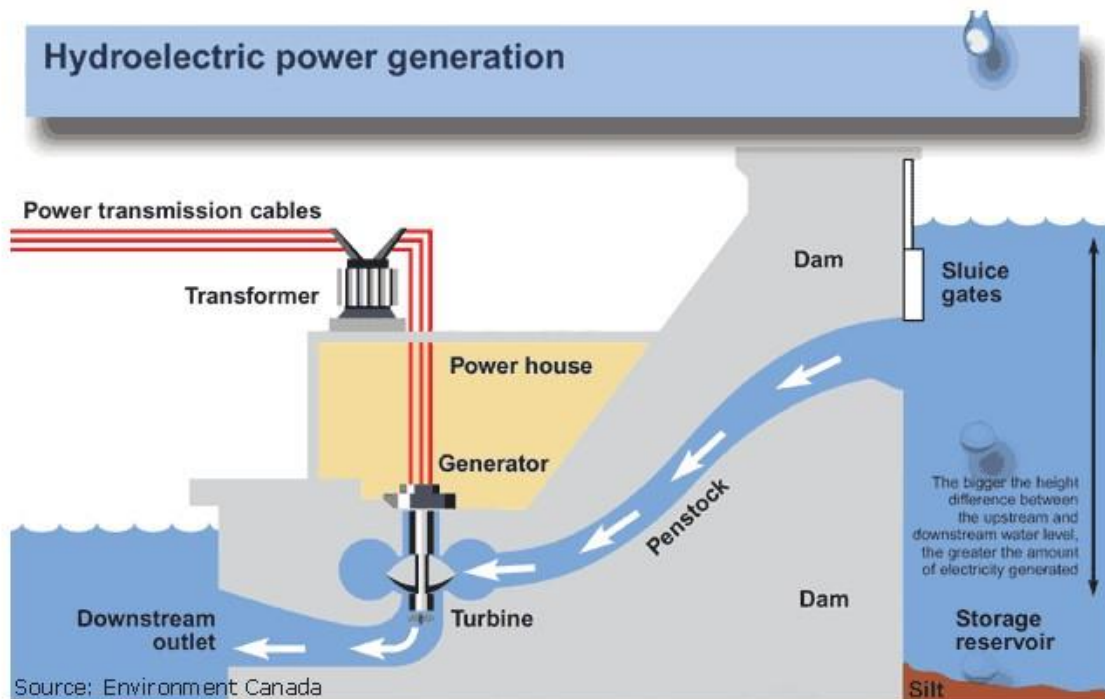 Hydroelectric power generation
Power transmission cables
Transformer
Dam
Sluice
gates
Power house
Generator
Penstock
The bigger the height
difference between
the upstream and
downstream water level,
the greater the amount
of electricity generated
Downstream
outlet
Turbine
Dam
Storage
reservoir
Source: Environment Canada
Silt